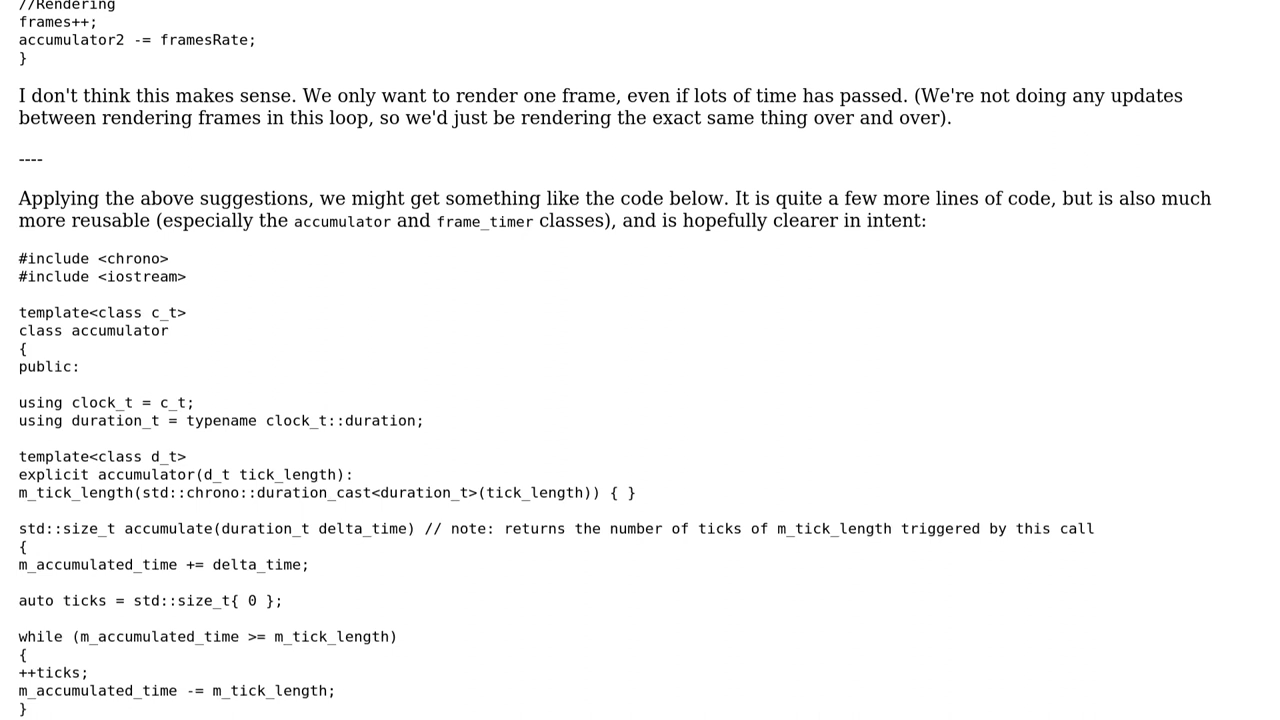 //Rendering
frames++;
accumulator2 -= framesRate;
}
I don't think this makes sense. We only want to render one frame, even if lots of time has passed. (We're not doing any updates
between rendering frames in this loop, so we'd just be rendering the exact same thing over and over).
----
Applying the above suggestions, we might get something like the code below. It is quite a few more lines of code, but is also much
more reusable (especially the accumulator and frame_timer classes), and is hopefully clearer in intent:
#include <chrono>
#include <iostream>
template<class c_t>
class accumulator
{
public:
using clock_t = c_t;
using duration_t = typename clock_t::duration;
template<class d_t>
explicit accumulator(d_t tick_length):
m_tick_length(std::chrono::duration_cast<duration_t>(tick_length)) { }
std::size_t accumulate(duration_t delta_time) // note: returns the number of ticks of m_tick_length triggered by this call
{
m_accumulated_time += delta_time;
auto ticks = std::size_t{ 0 };
while (m_accumulated_time >= m_tick_length)
{
++ticks;
m_accumulated_time -= m_tick_length;
}